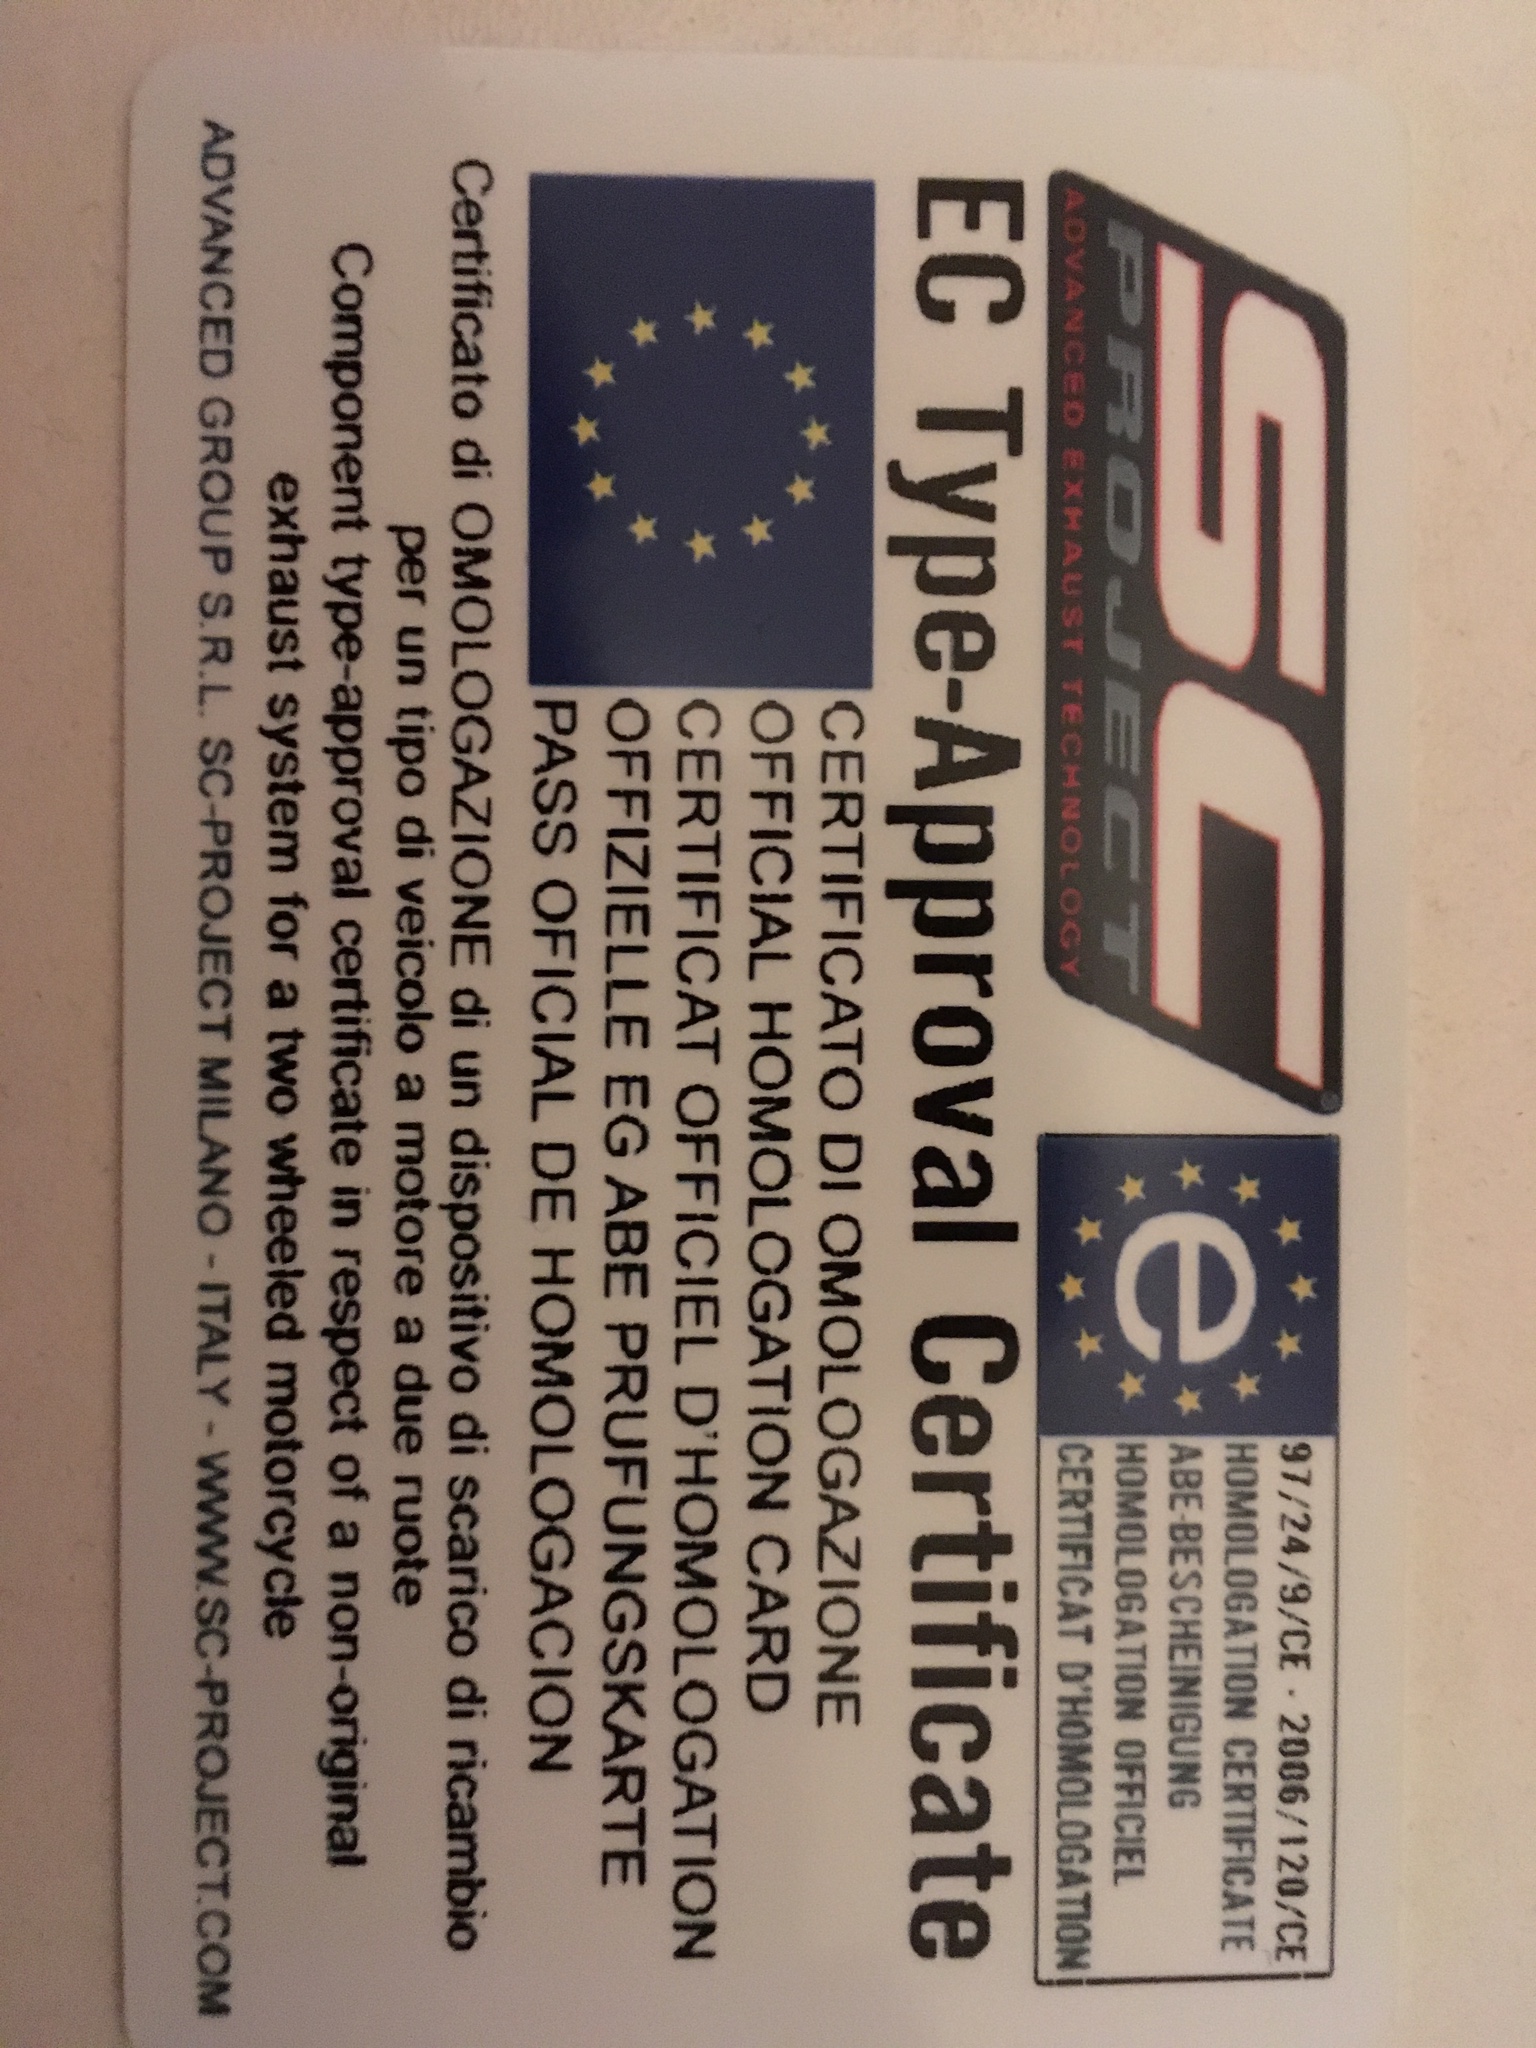 SC
PROJECT
ADVANCED EXHAUST TECHNOLOGY
e
97/24/9/CE · 2006/120/CE
HOMOLOGATION CERTIFICATE
ABE-BESCHEINIGUNG
HOMOLOGATION OFFICIEL
CERTIFICAT D'HOMOLOGATION
EC Type-Approval Certificate
CERTIFICATO DI OMOLOGAZIONE
OFFICIAL HOMOLOGATION CARD
CERTIFICAT OFFICIEL D'HOMOLOGATION
OFFIZIELLE EG ABE PRUFUNGSKARTE
PASS OFICIAL DE HOMOLOGACION
Certificato di OMOLOGAZIONE di un dispositivo di scarico di ricambio
per un tipo di veicolo a motore a due ruote
Component type-approval certificate in respect of a non-original
exhaust system for a two wheeled motorcycle
ADVANCED GROUP S.R.L. SC-PROJECT MILANO - ITALY - WWW.SC-PROJECT.COM